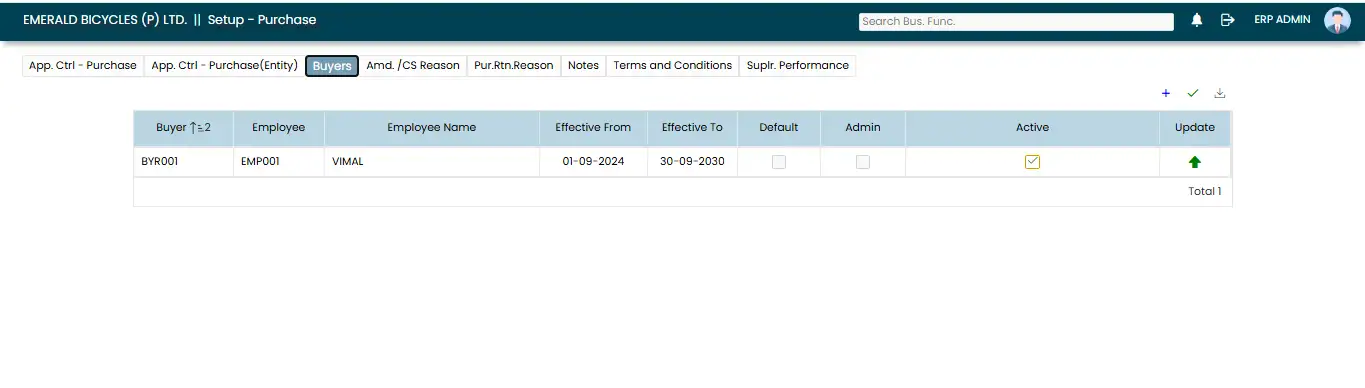 EMERALD BICYCLES (P) LTD. || Setup - Purchase
Search Bus. Func.
ERP ADMIN
App. Ctrl - Purchase App. Ctrl - Purchase(Entity) Buyers Amd. /CS Reason Pur.Rtn.Reason Notes Terms and Conditions Suplr. Performance
Buyer 2 Employee Employee Name Effective From Effective To Default Admin Active Update
BYR001 EMP001 VIMAL 01-09-2024 30-09-2030
Total 1